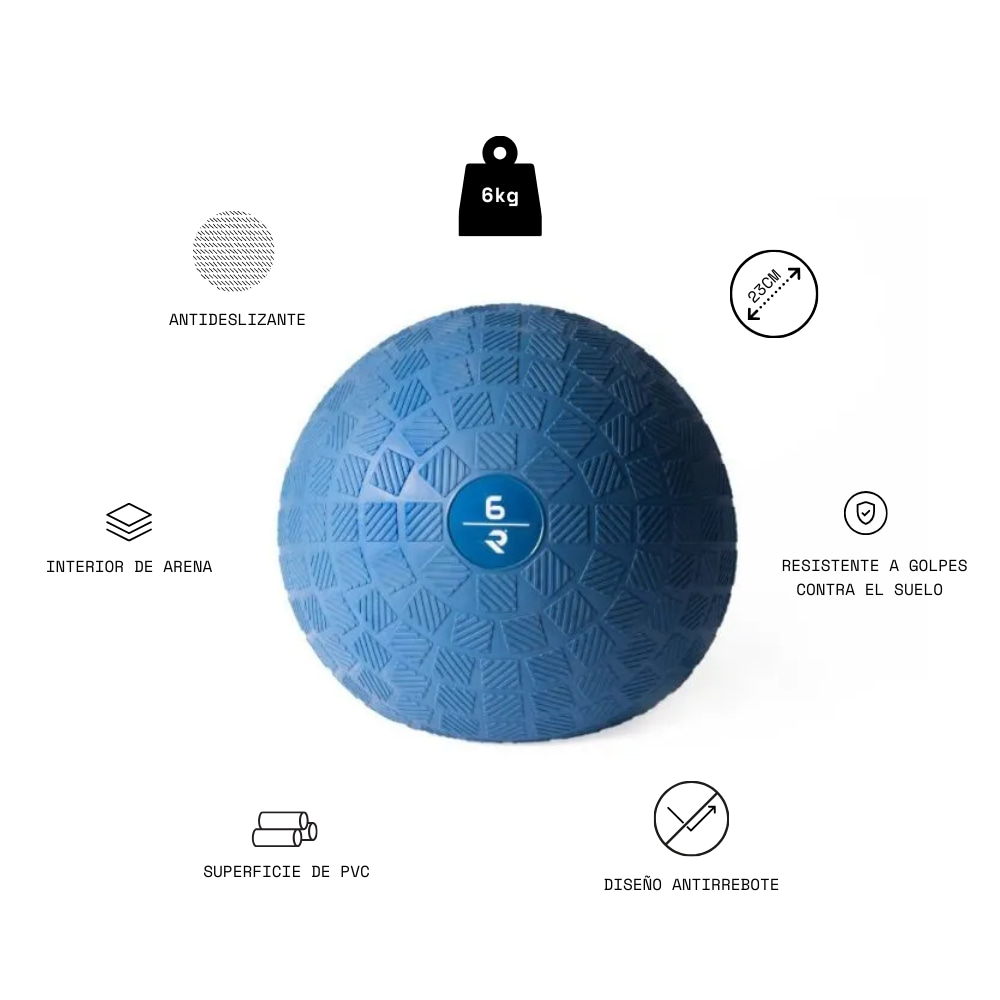 6kg
23CM
ANTIDESLIZANTE
6
INTERIOR DE ARENA
RESISTENTE A GOLPES
CONTRA EL SUELO
SUPERFICIE DE PVC
DISEÑO ANTIRREBOTE